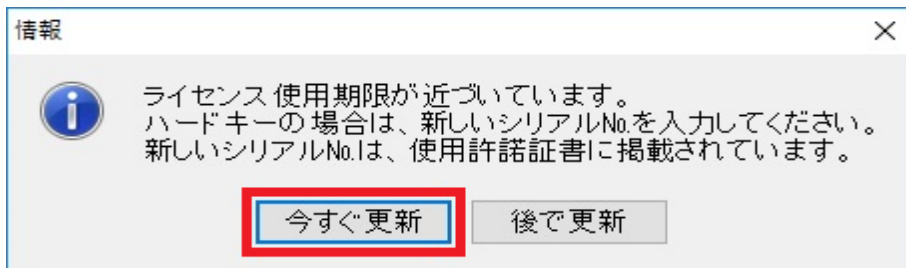 情報
ライセンス使用期限が近づいています。
ハードキーの場合は、新しいシリアル№を入力してください。
新しいシリアル№は、使用許諾証書に掲載されています。
今すぐ更新
後で更新